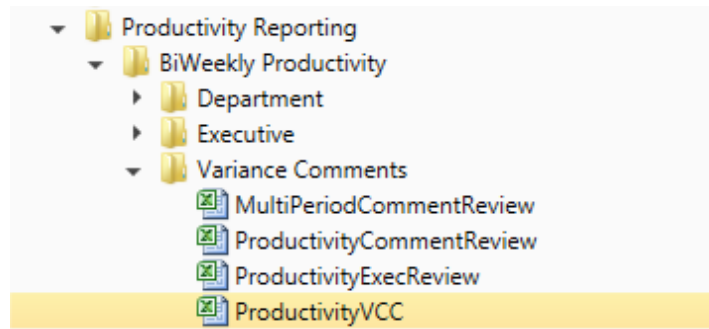 Productivity Reporting
BiWeekly Productivity
Department
Executive
Variance Comments
MultiPeriodCommentReview
ProductivityCommentReview
ProductivityExecReview
ProductivityVCC